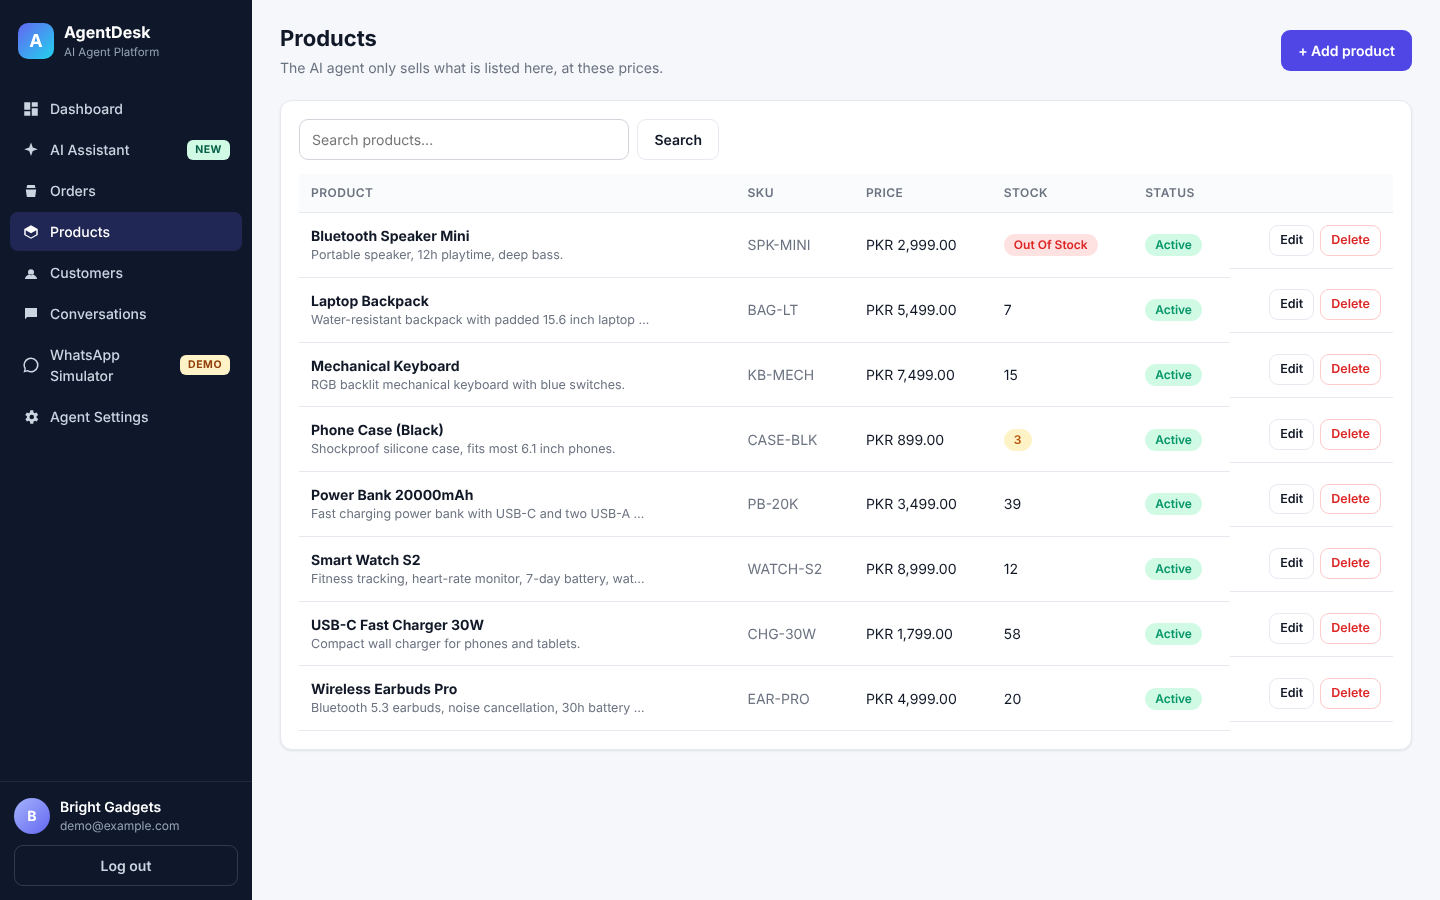 A
AgentDesk
AI Agent Platform
Dashboard
AI Assistant NEW
Orders
Products
Customers
Conversations
WhatsApp
Simulator
DEMO
Agent Settings
B
Bright Gadgets
demo@example.com
Log out
Products
The AI agent only sells what is listed here, at these prices.
+ Add product
Search products... Search
PRODUCT SKU PRICE STOCK STATUS
Bluetooth Speaker Mini
Portable speaker, 12h playtime, deep bass.
SPK-MINI PKR 2,999.00 Out Of Stock Active Edit Delete
Laptop Backpack
Water-resistant backpack with padded 15.6 inch laptop ...
BAG-LT PKR 5,499.00 7 Active Edit Delete
Mechanical Keyboard
RGB backlit mechanical keyboard with blue switches.
KB-MECH PKR 7,499.00 15 Active Edit Delete
Phone Case (Black)
Shockproof silicone case, fits most 6.1 inch phones.
CASE-BLK PKR 899.00 3 Active Edit Delete
Power Bank 20000mAh
Fast charging power bank with USB-C and two USB-A ...
PB-20K PKR 3,499.00 39 Active Edit Delete
Smart Watch S2
Fitness tracking, heart-rate monitor, 7-day battery, wat...
WATCH-S2 PKR 8,999.00 12 Active Edit Delete
USB-C Fast Charger 30W
Compact wall charger for phones and tablets.
CHG-30W PKR 1,799.00 58 Active Edit Delete
Wireless Earbuds Pro
Bluetooth 5.3 earbuds, noise cancellation, 30h battery ...
EAR-PRO PKR 4,999.00 20 Active Edit Delete